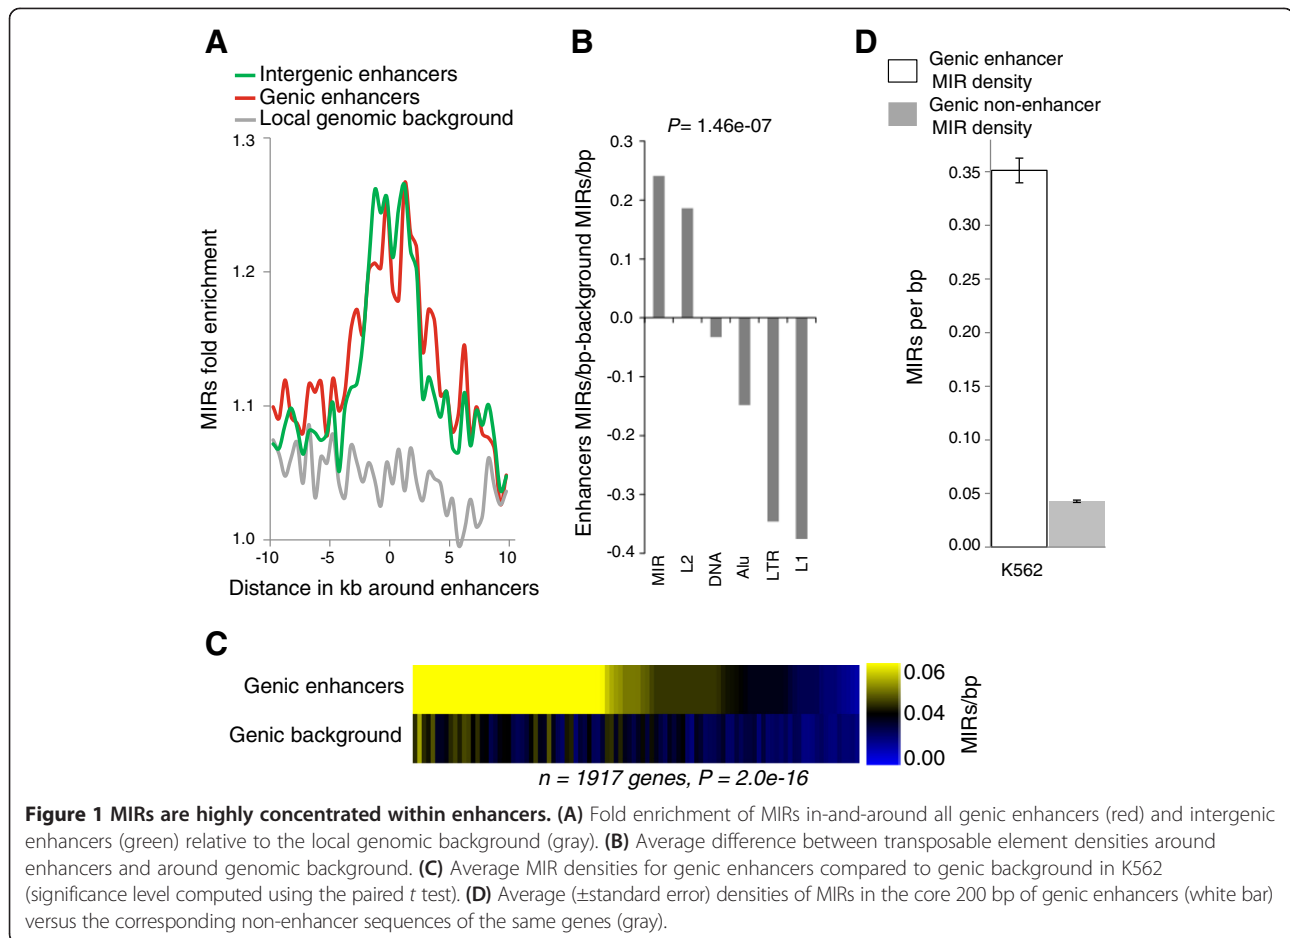 A
Intergenic enhancers
Genic enhancers
Local genomic background
MIRs fold enrichment
1.3
1.2
1.1
1.0
-10
-5
0
5
10
Distance in kb around enhancers
B
P= 1.46e-07
Enhancers MIRs/bp-background MIRs/bp
0.3
0.2
0.1
0.0
-0.1
-0.2
-0.3
-0.4
MIR
L2
DNA
Alu
LTR
L1
D
Genic enhancer
MIR density
Genic non-enhancer
MIR density
MIRs per bp
0.35
0.30
0.25
0.20
0.15
0.10
0.05
0.00
K562
C
Genic enhancers
Genic background
0.06
0.04
0.00
MIRs/bp
n = 1917 genes, P = 2.0e-16
Figure 1 MIRs are highly concentrated within enhancers. (A) Fold enrichment of MIRs in-and-around all genic enhancers (red) and intergenic
enhancers (green) relative to the local genomic background (gray). (B) Average difference between transposable element densities around
enhancers and around genomic background. (C) Average MIR densities for genic enhancers compared to genic background in K562
(significance level computed using the paired t test). (D) Average (±standard error) densities of MIRs in the core 200 bp of genic enhancers (white bar)
versus the corresponding non-enhancer sequences of the same genes (gray).